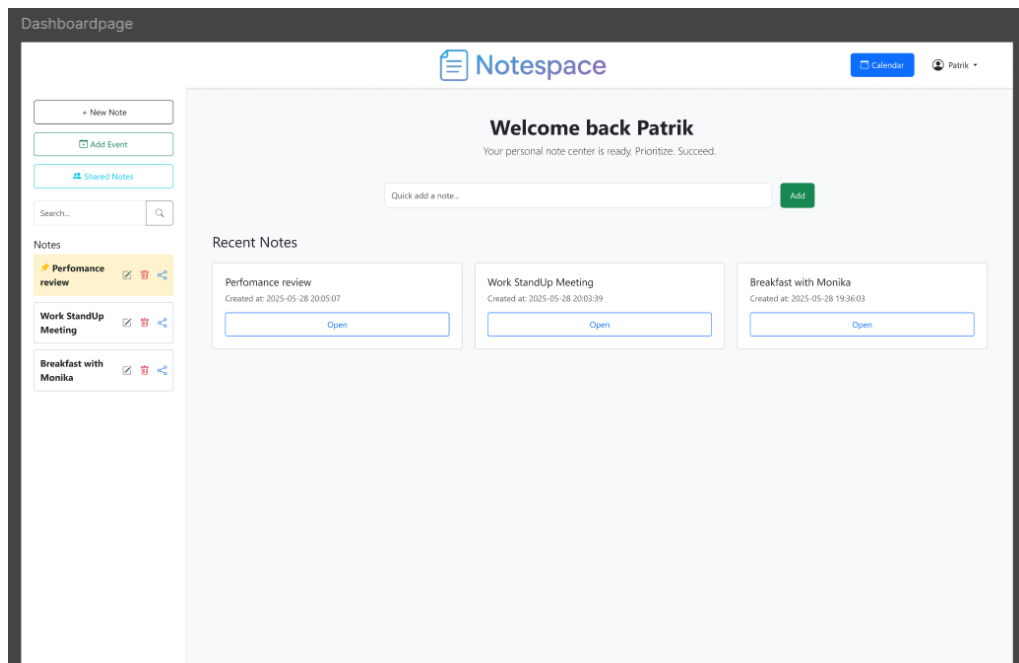 Dashboardpage
Notespace
Calendar
Patrik
+ New Note
Add Event
Shared Notes
Search...
Notes
Perfomance
review
Work StandUp
Meeting
Breakfast with
Monika
Welcome back Patrik
Your personal note center is ready. Prioritize. Succeed.
Quick add a note...
Add
Recent Notes
Perfomance review
Created at: 2025-05-28 20:05:07
Open
Work StandUp Meeting
Created at: 2025-05-28 20:03:39
Open
Breakfast with Monika
Created at: 2025-05-28 19:36:03
Open